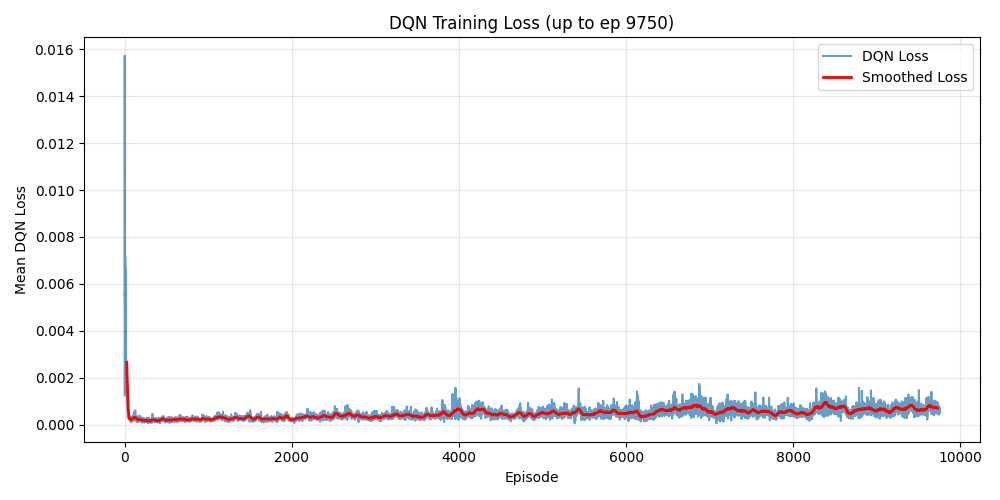 DQN Training Loss (up to ep 9750)
DQN Loss
Smoothed Loss
Mean DQN Loss
0.016
0.014
0.012
0.010
0.008
0.006
0.004
0.002
0.000
0 2000 4000 6000 8000 10000
Episode